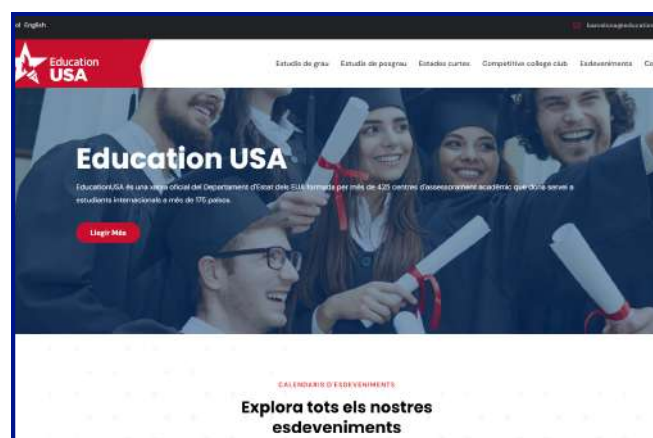 English
Education
USA
Estudis de grau Estudis de posgrau Estades curtes Competitive college club Esdeveniments
Education USA
EducationUSA és una xarxa oficial del Departament d'Estat dels EUA formada per més de 425 centres d'assessorament acadèmic que dona servei a
estudiants internacionals a més de 175 països.
Llegir Més
CALENDARIS D'ESDEVENIMENTS
Explora tots els nostres
esdeveniments